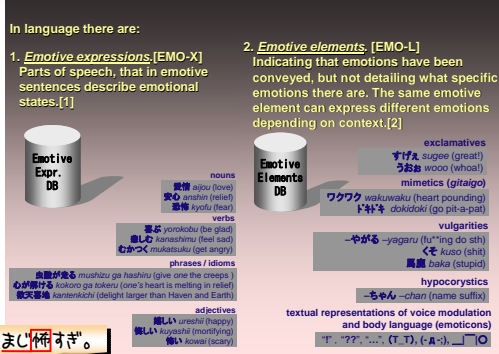 In language there are:
1. Emotive expressions.[EMO-X]
Parts of speech, that in emotive
sentences describe emotional
states.[1]
Emotive
Expr.
DB
nouns
愛情 aijou (love)
安心 anshin (relief)
恐怖 kyofu (fear)
verbs
喜ぶ yorokobu (be glad)
悲しむ kanashimu (feel sad)
むかつく mukatsuku (get angry)
phrases / idioms
虫酸が走る mushizu ga hashiru (give one the creeps )
心が解ける kokoro ga tokeru (one's heart is melting in relief)
歓天喜地 kantenkichi (delight larger than Haven and Earth)
adjectives
嬉しい ureshii (happy)
悔しい kuyashii (mortifying)
怖い kowai (scary)
まじ怖すぎ。
2. Emotive elements. [EMO-L]
Indicating that emotions have been
conveyed, but not detailing what specific
emotions there are. The same emotive
element can express different emotions
depending on context.[2]
Emotive
Elements
DB
exclamatives
すげぇ sugee (great!)
うおぉ wooo (whoa!)
mimetics (gitaigo)
ワクワク wakuwaku (heart pounding)
ドキドキ dokidoki (go pit-a-pat)
vulgarities
–やがる –yagaru (fu**ing do sth)
くそ kuso (shit)
馬鹿 baka (stupid)
hypocorystics
–ちゃん –chan (name suffix)
textual representations of voice modulation
and body language (emoticons)
"!", "??", "...", (T_T), (-д-;), __|￣|○